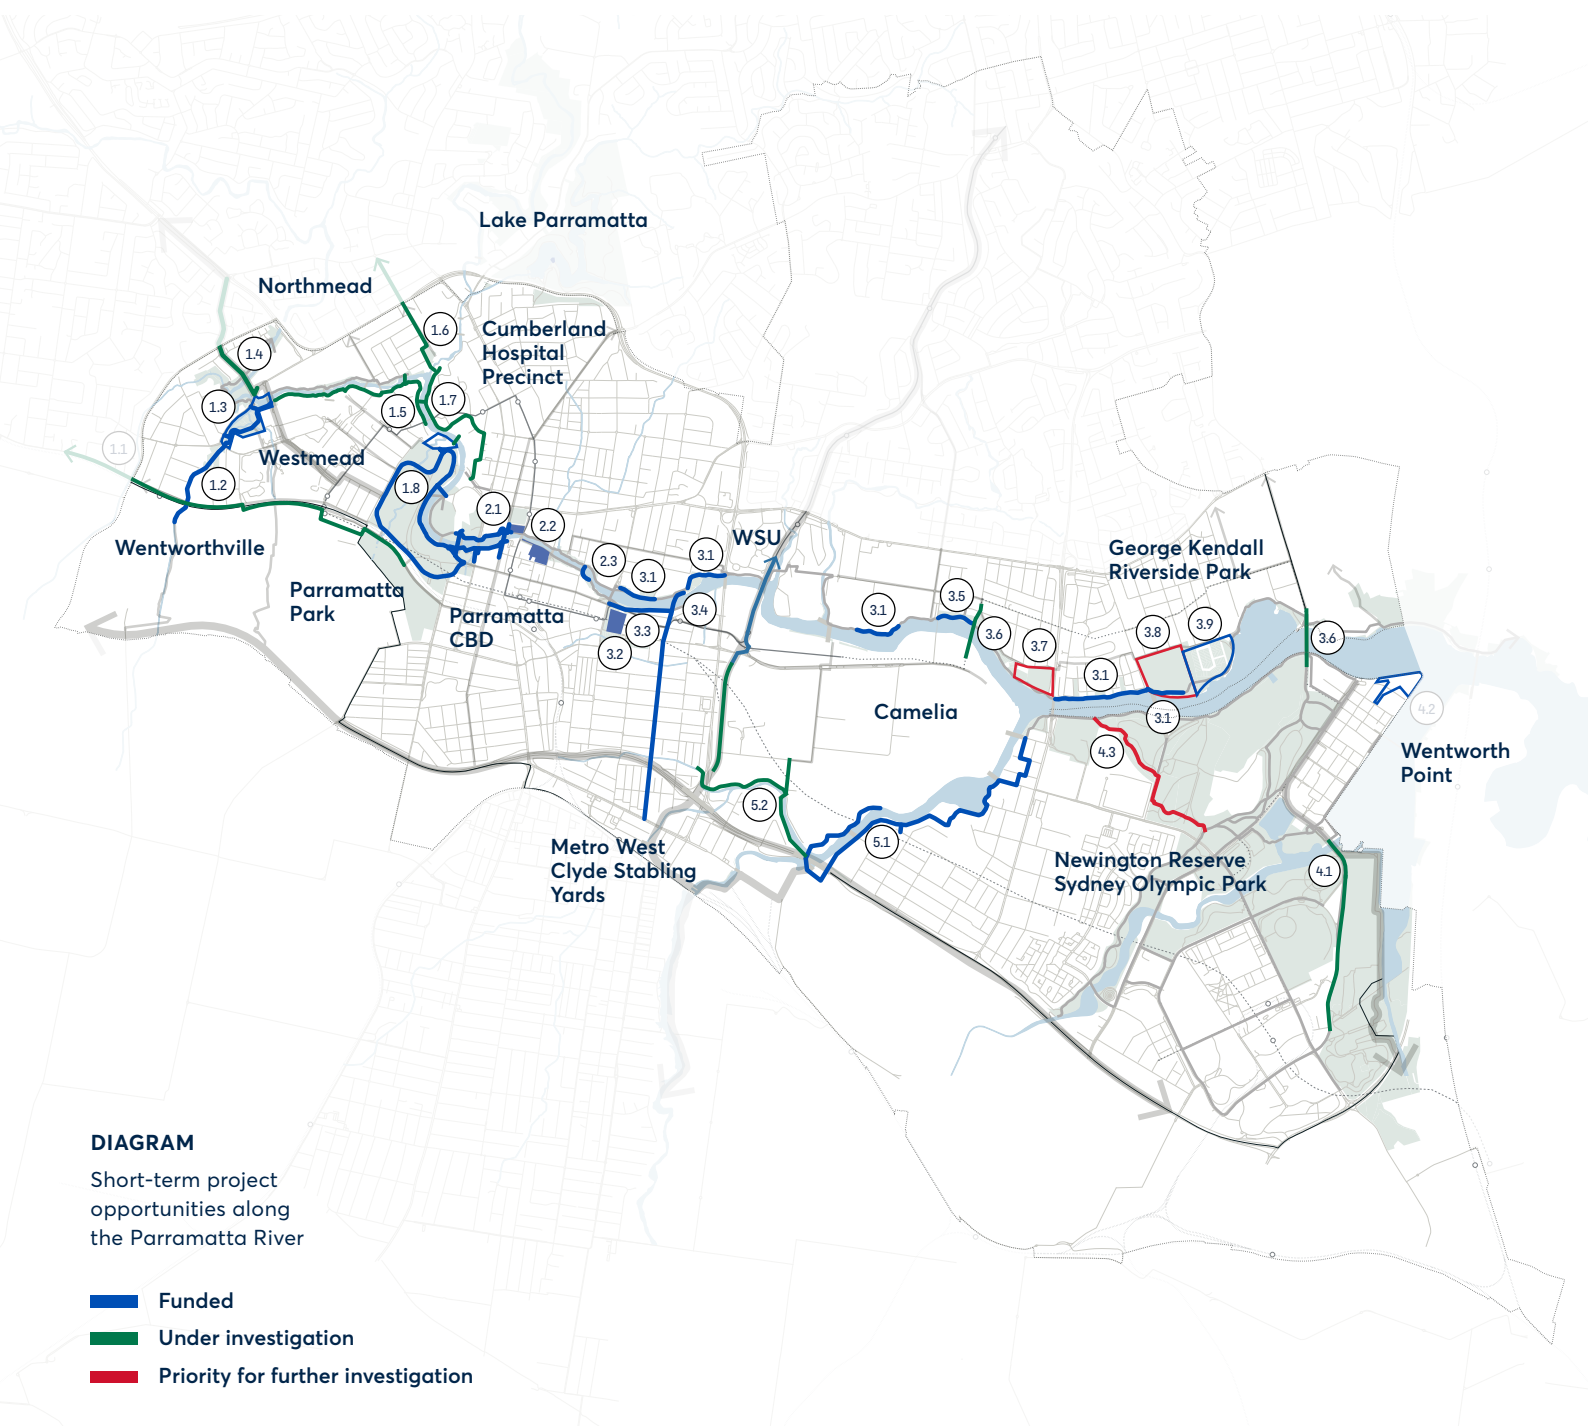 Lake Parramatta
Northmead
1.6
Cumberland
Hospital
Precinct
1.4
1.3
1.5
1.7
1.1
Westmead
1.2
1.8
2.1
2.2
WSU
Wentworthville
2.3
3.1
3.1
George Kendall
Riverside Park
Parramatta
Park
Parramatta
CBD
3.4
3.3
3.2
3.1
3.5
3.6
3.7
3.8
3.9
3.6
3.1
3.1
Camelia
4.2
4.3
Wentworth
Point
5.2
5.1
Metro West
Clyde Stabling
Yards
Newington Reserve
Sydney Olympic Park
4.1
DIAGRAM
Short-term project
opportunities along
the Parramatta River
Funded
Under investigation
Priority for further investigation